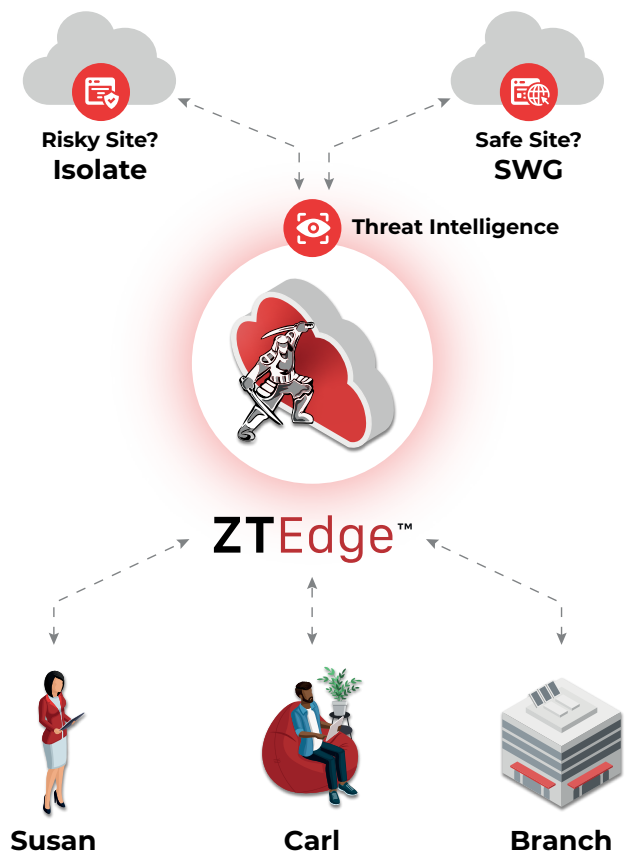 Risky Site?
Isolate
Safe Site?
SWG
Threat Intelligence
ZTEdge™
Susan
Carl
Branch